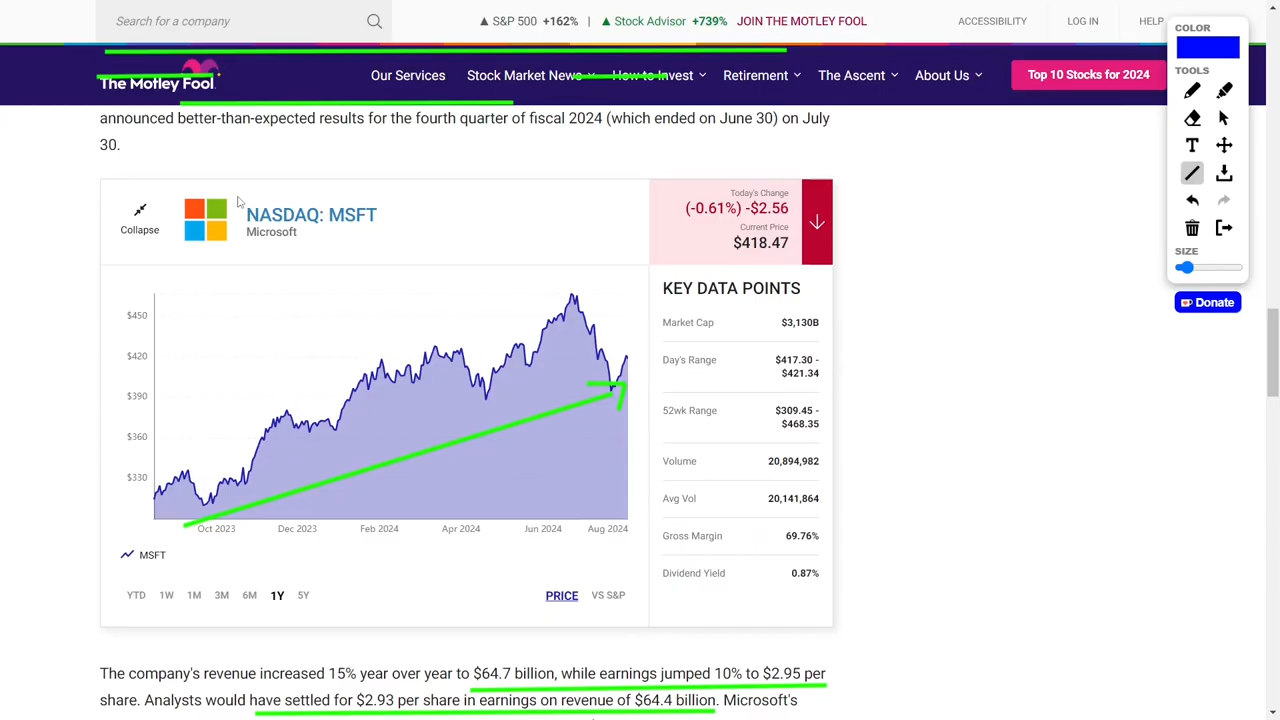 Search for a company
▲ S&P 500 +162% | ▲ Stock Advisor +739% JOIN THE MOTLEY FOOL
ACCESSIBILITY LOG IN HELP
The Motley Fool.
Our Services Stock Market News How to Invest Retirement The Ascent About Us
Top 10 Stocks for 2024
COLOR
TOOLS
SIZE
Donate
announced better-than-expected results for the fourth quarter of fiscal 2024 (which ended on June 30) on July
30.
Collapse
NASDAQ: MSFT
Microsoft
Today's Change
(-0.61%) -$2.56
Current Price
$418.47
$450
$420
$390
$360
$330
Oct 2023 Dec 2023 Feb 2024 Apr 2024 Jun 2024 Aug 2024
MSFT
YTD 1W 1M 3M 6M 1Y 5Y
PRICE VS S&P
KEY DATA POINTS
Market Cap $3,130B
Day's Range $417.30 -
$421.34
52wk Range $309.45 -
$468.35
Volume 20,894,982
Avg Vol 20,141,864
Gross Margin 69.76%
Dividend Yield 0.87%
The company's revenue increased 15% year over year to $64.7 billion, while earnings jumped 10% to $2.95 per
share. Analysts would have settled for $2.93 per share in earnings on revenue of $64.4 billion. Microsoft's